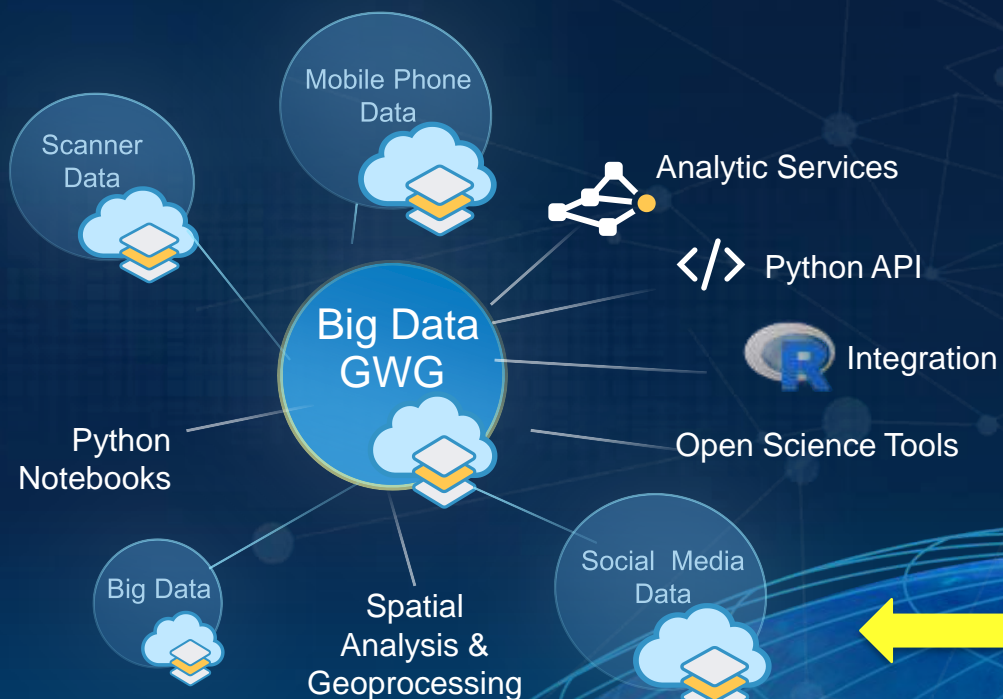 Mobile Phone
Data
Scanner
Data
Analytic Services
Python API
Big Data
GWG
R Integration
Python
Notebooks
Open Science Tools
Big Data
Social Media
Data
Spatial
Analysis &
Geoprocessing